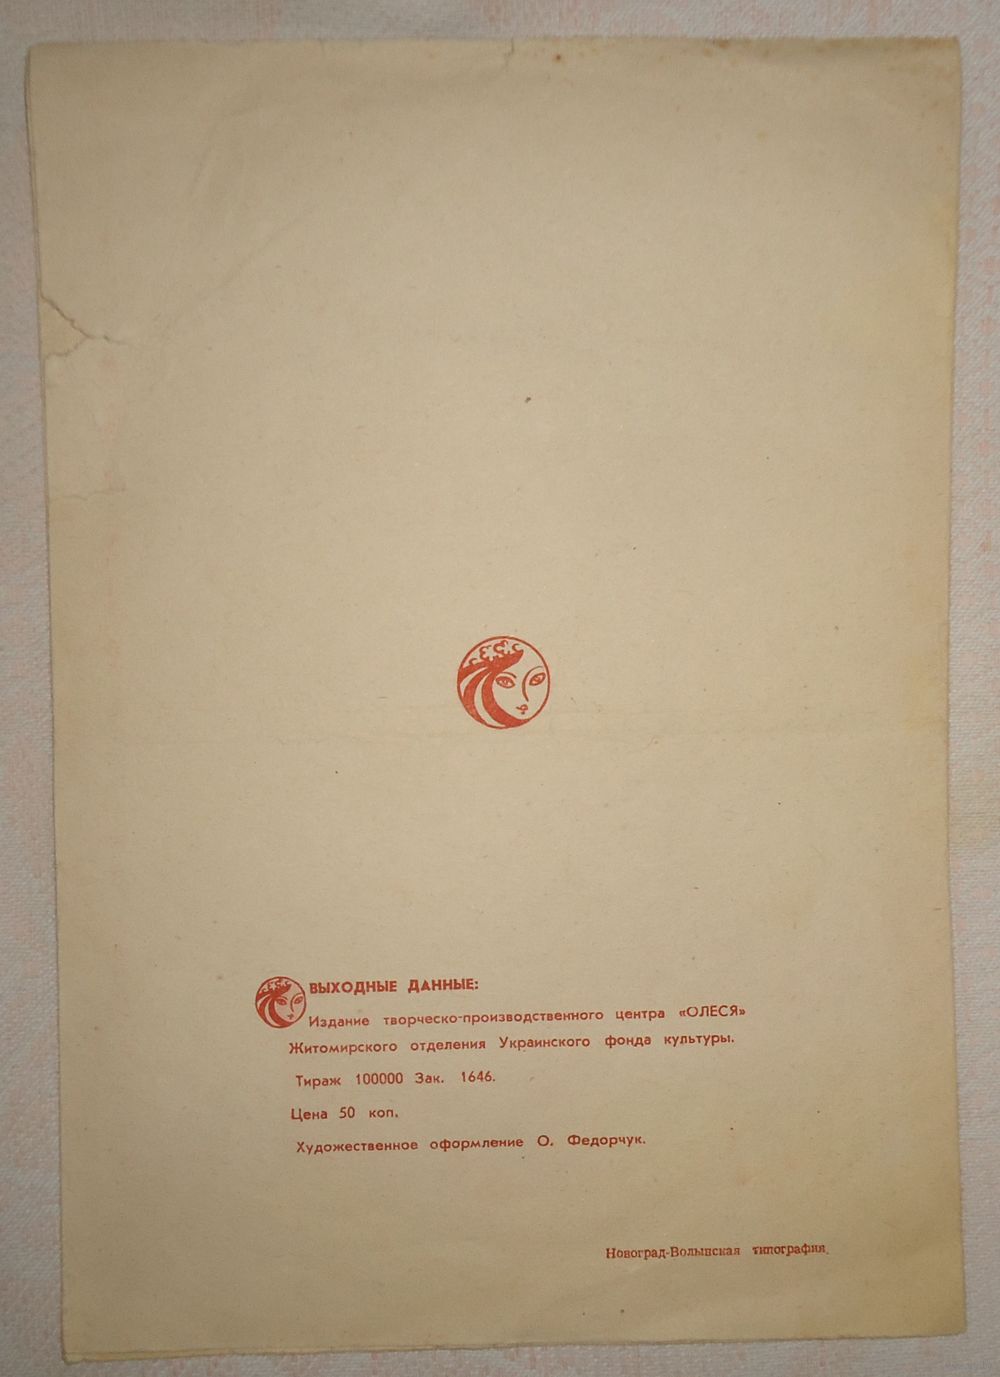 ВЫХОДНЫЕ ДАННЫЕ:
Издание творческо-производственного центра «ОЛЕСЯ»
Житомирского отделения Украинского фонда культуры.
Тираж 100000 Зак. 1646.
Цена 50 коп.
Художественное оформление О. Федорчук.
Новоград-Волынская типография.